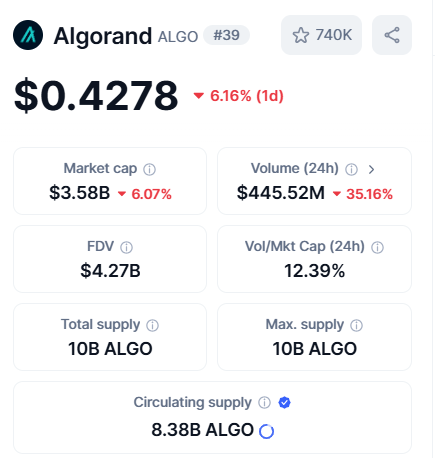 Algorand ALGO #39 740K
$0.4278 6.16% (1d)
Market cap
$3.58B 6.07%
Volume (24h)
$445.52M 35.16%
FDV
$4.27B
Vol/Mkt Cap (24h)
12.39%
Total supply
10B ALGO
Max. supply
10B ALGO
Circulating supply
8.38B ALGO